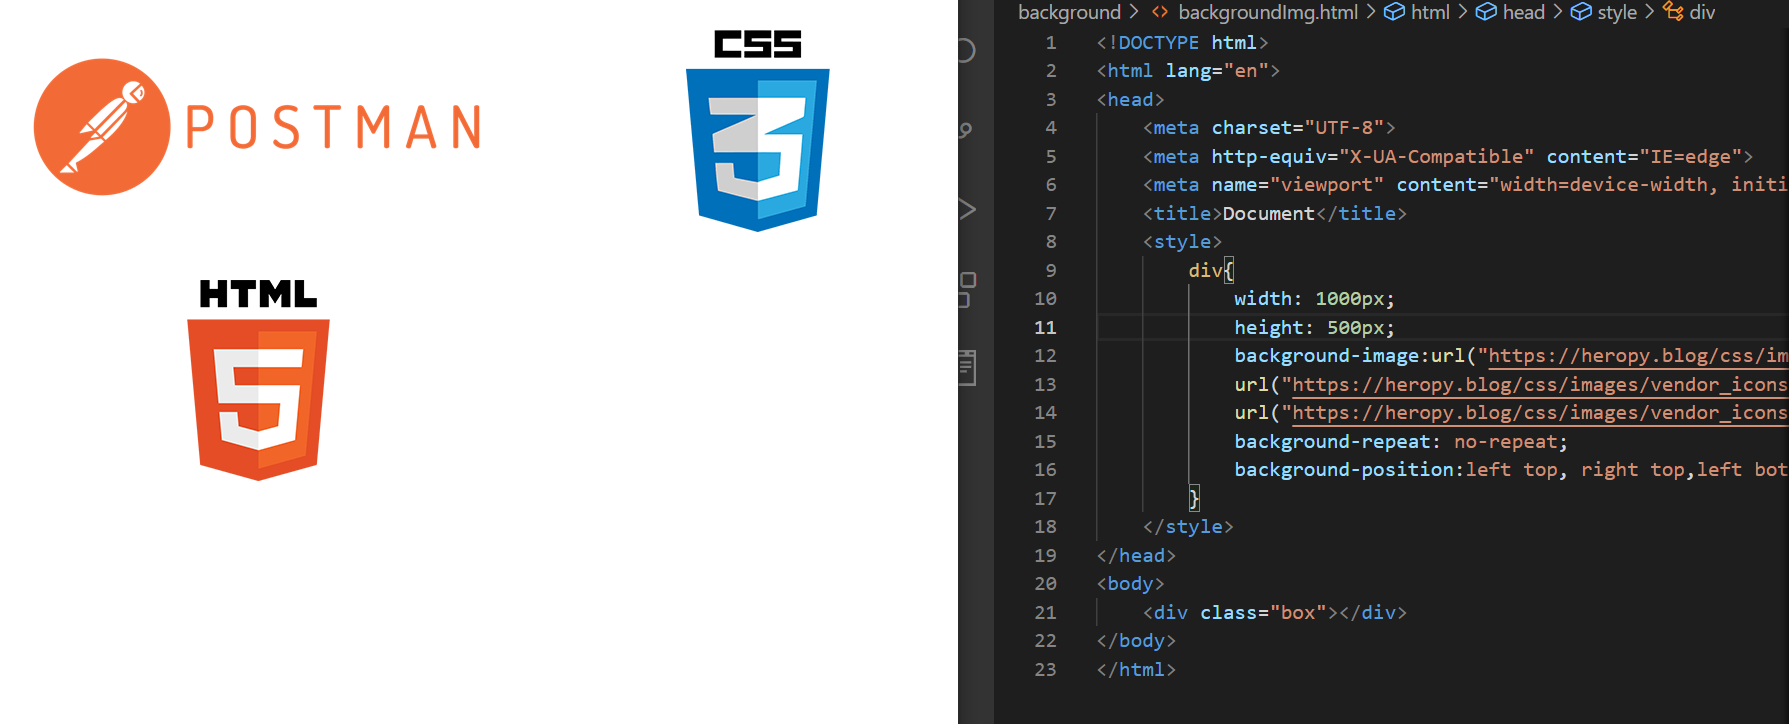 CSS
POSTMAN
HTML
background > backgroundImg.html > html > head > style > div
1 <!DOCTYPE html>
2 <html lang="en">
3 <head>
4 <meta charset="UTF-8">
5 <meta http-equiv="X-UA-Compatible" content="IE=edge">
6 <meta name="viewport" content="width=device-width, initi
7 <title>Document</title>
8 <style>
9 div{
10 width: 1000px;
11 height: 500px;
12 background-image:url("https://heropy.blog/css/im
13 url("https://heropy.blog/css/images/vendor_icons
14 url("https://heropy.blog/css/images/vendor_icons
15 background-repeat: no-repeat;
16 background-position:left top, right top,left bot
17 }
18 </style>
19 </head>
20 <body>
21 <div class="box"></div>
22 </body>
23 </html>